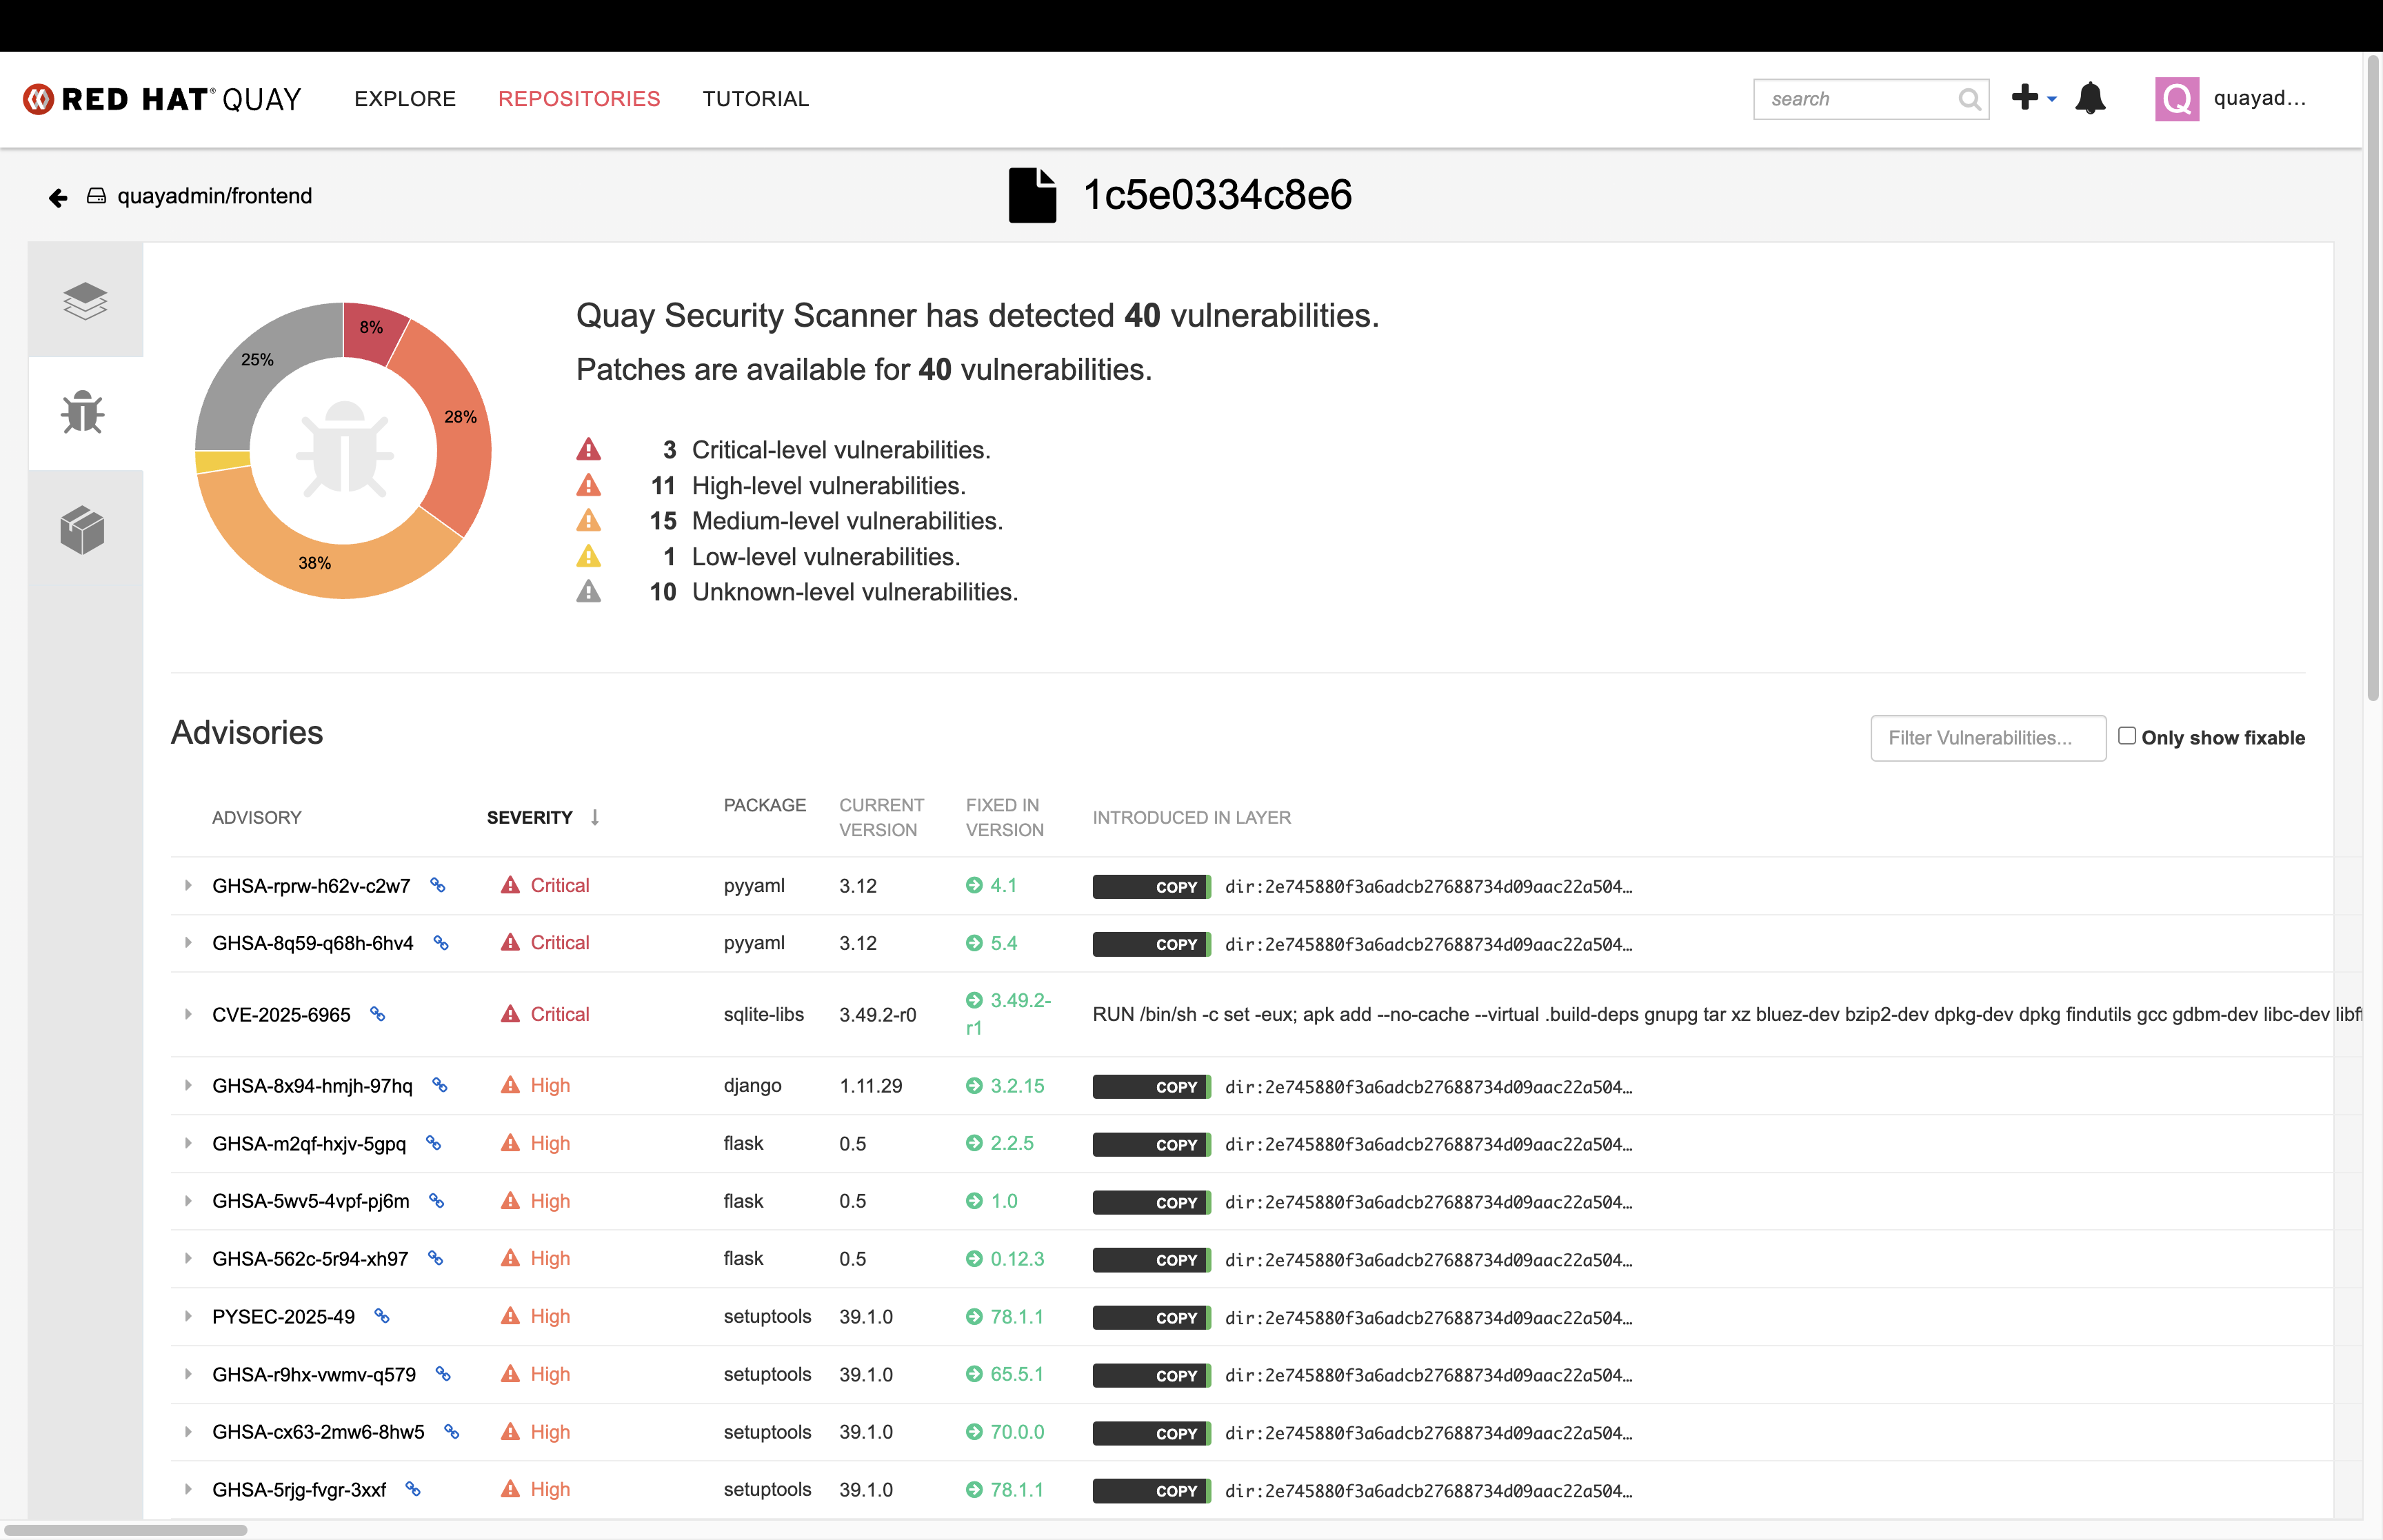 RED HAT® QUAY EXPLORE REPOSITORIES TUTORIAL search quayad...
quayadmin/frontend 1c5e0334c8e6
8%
25%
28%
38%
Quay Security Scanner has detected 40 vulnerabilities.
Patches are available for 40 vulnerabilities.
3 Critical-level vulnerabilities.
11 High-level vulnerabilities.
15 Medium-level vulnerabilities.
1 Low-level vulnerabilities.
10 Unknown-level vulnerabilities.
Advisories Filter Vulnerabilities... Only show fixable
ADVISORY SEVERITY PACKAGE CURRENT VERSION FIXED IN VERSION INTRODUCED IN LAYER
GHSA-rprw-h62v-c2w7 Critical pyyaml 3.12 4.1 COPY dir:2e745880f3a6adcb27688734d09aac22a504…
GHSA-8q59-q68h-6hv4 Critical pyyaml 3.12 5.4 COPY dir:2e745880f3a6adcb27688734d09aac22a504…
CVE-2025-6965 Critical sqlite-libs 3.49.2-r0 3.49.2-r1 RUN /bin/sh -c set -eux; apk add --no-cache --virtual .build-deps gnupg tar xz bluez-dev bzip2-dev dpkg-dev dpkg findutils gcc gdbm-dev libc-dev
GHSA-8x94-hmjh-97hq High django 1.11.29 3.2.15 COPY dir:2e745880f3a6adcb27688734d09aac22a504…
GHSA-m2qf-hxjv-5gpq High flask 0.5 2.2.5 COPY dir:2e745880f3a6adcb27688734d09aac22a504…
GHSA-5wv5-4vpf-pj6m High flask 0.5 1.0 COPY dir:2e745880f3a6adcb27688734d09aac22a504…
GHSA-562c-5r94-xh97 High flask 0.5 0.12.3 COPY dir:2e745880f3a6adcb27688734d09aac22a504…
PYSEC-2025-49 High setuptools 39.1.0 78.1.1 COPY dir:2e745880f3a6adcb27688734d09aac22a504…
GHSA-r9hx-vwmv-q579 High setuptools 39.1.0 65.5.1 COPY dir:2e745880f3a6adcb27688734d09aac22a504…
GHSA-cx63-2mw6-8hw5 High setuptools 39.1.0 70.0.0 COPY dir:2e745880f3a6adcb27688734d09aac22a504…
GHSA-5rjg-fvgr-3xxf High setuptools 39.1.0 78.1.1 COPY dir:2e745880f3a6adcb27688734d09aac22a504…